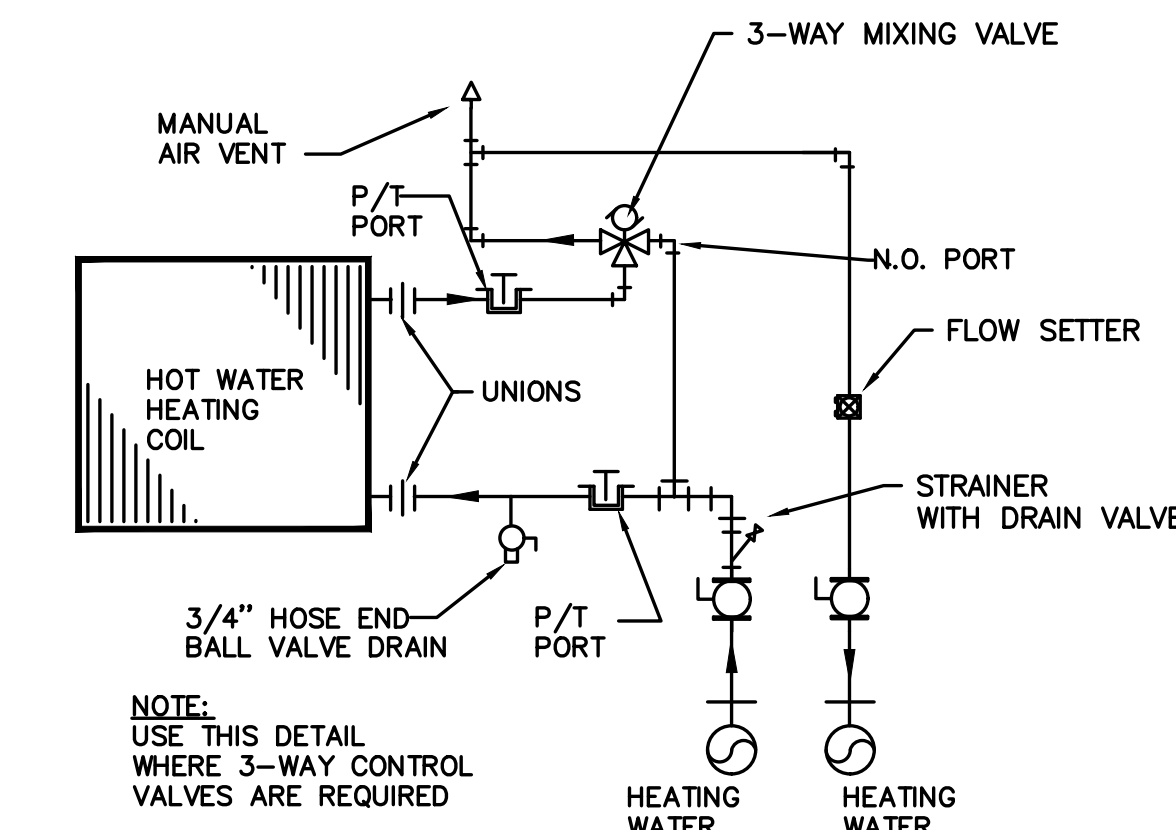 3-WAY MIXING VALVE
MANUAL
AIR VENT
P/T
PORT
N.O. PORT
FLOW SETTER
HOT WATER
HEATING
COIL
UNIONS
STRAINER
WITH DRAIN VALVE
3/4" HOSE END
BALL VALVE DRAIN
P/T
PORT
NOTE:
USE THIS DETAIL
WHERE 3-WAY CONTROL
VALVES ARE REQUIRED
HEATING
WATER
HEATING
WATER